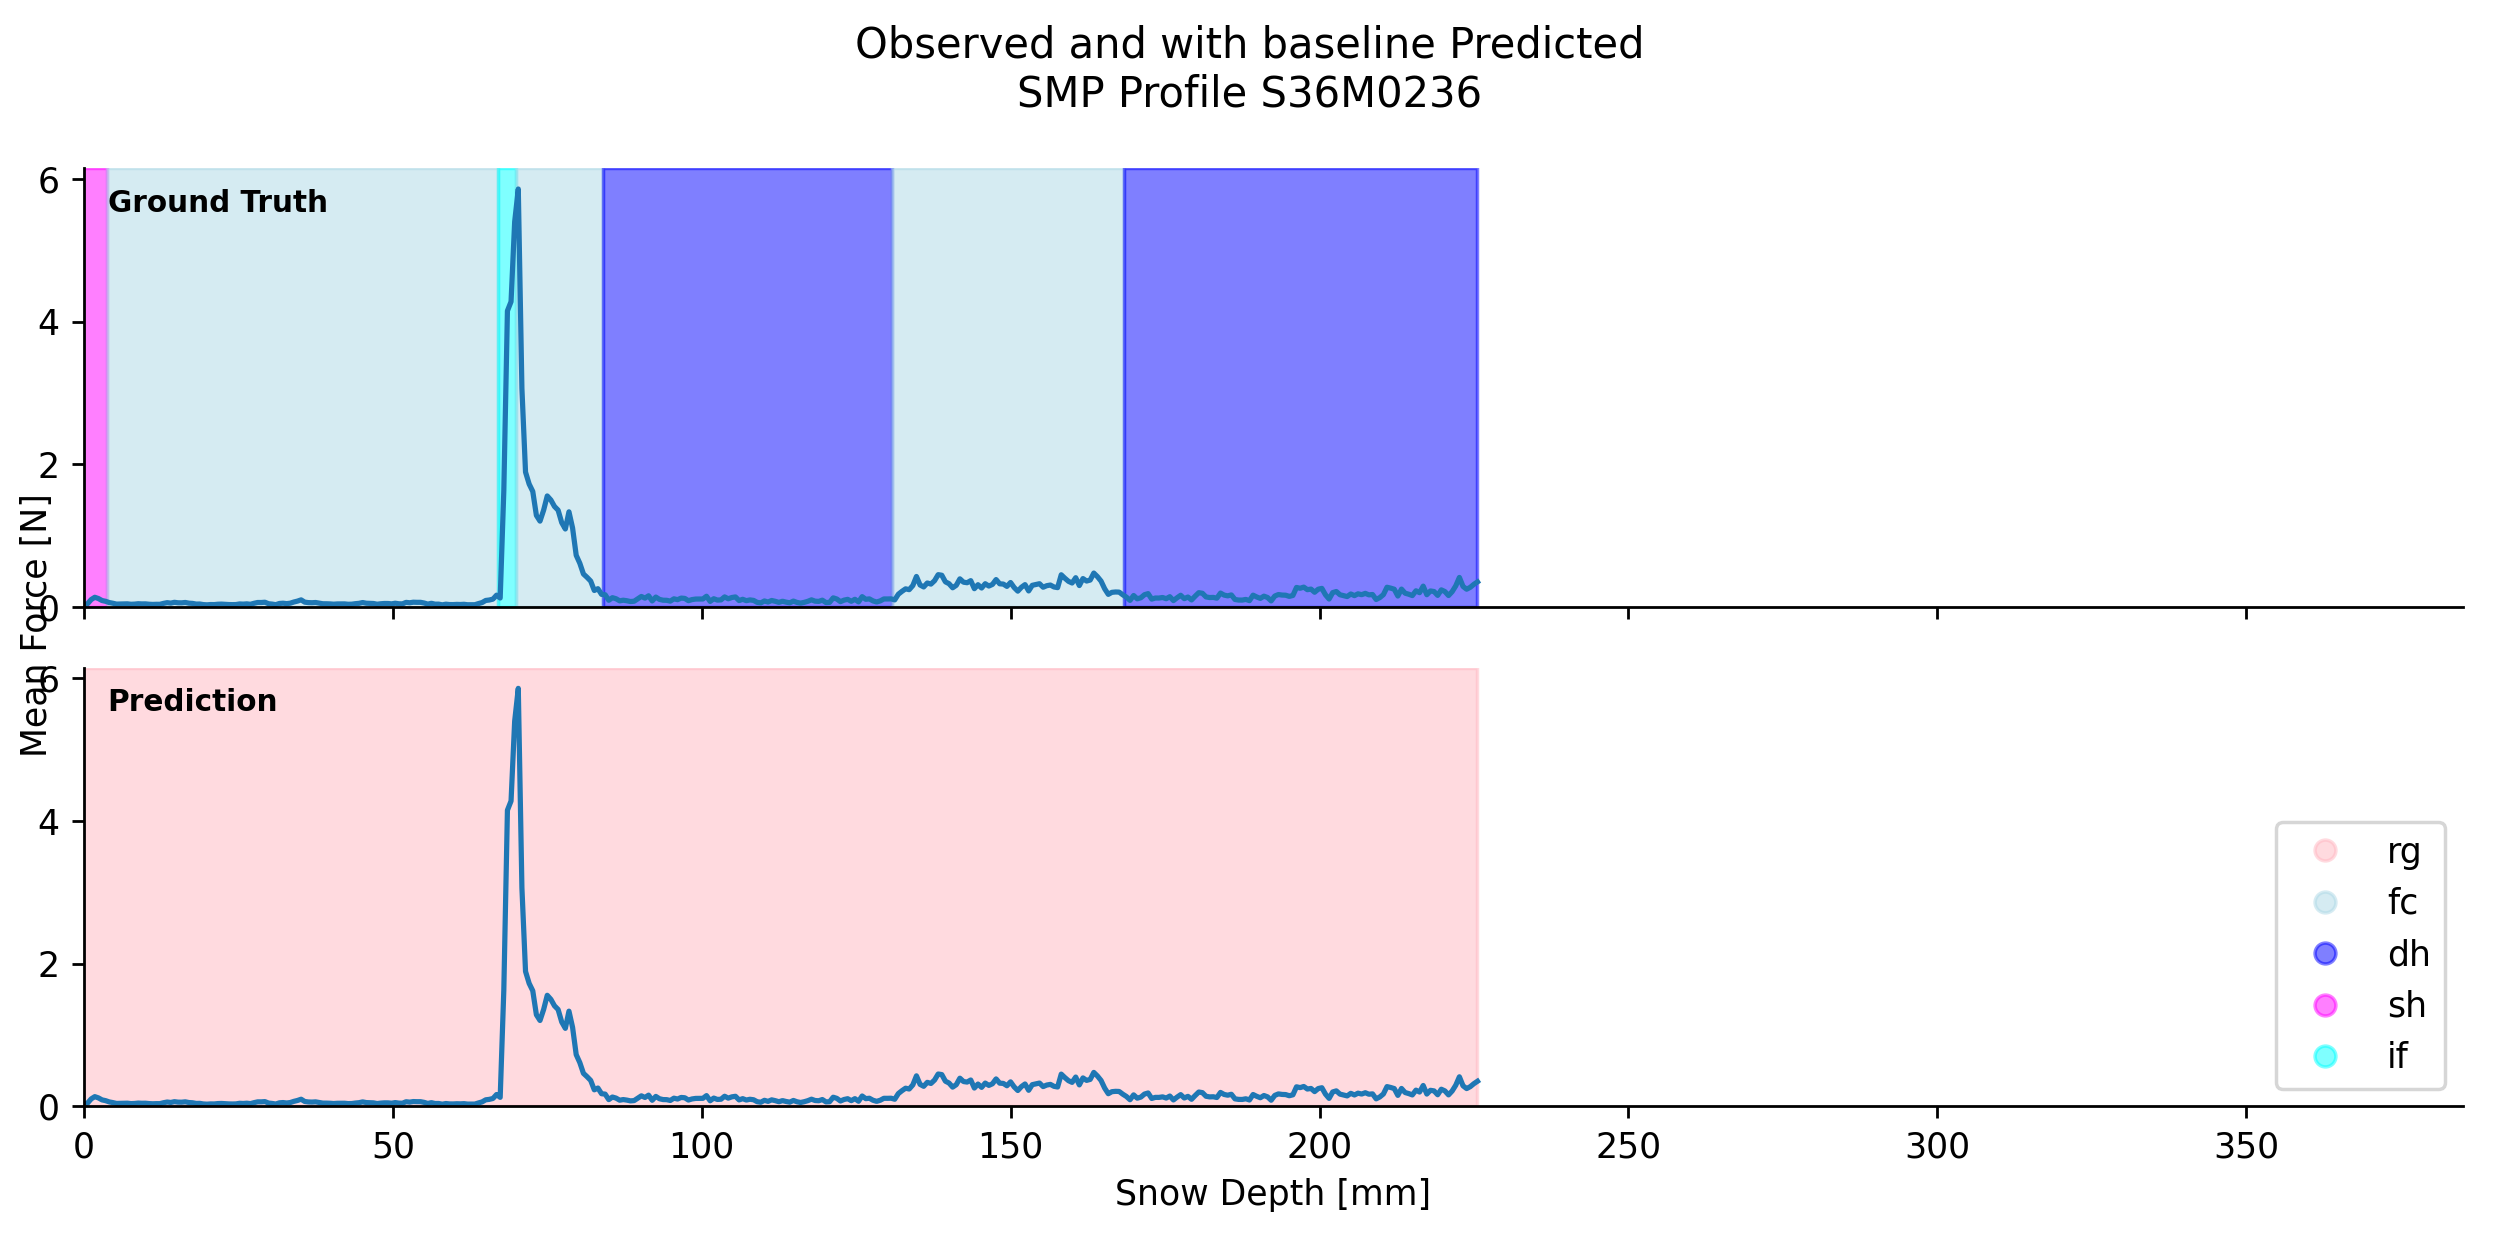 Observed and with baseline Predicted
SMP Profile S36M0236
6
Ground Truth
4
2
0
Mean Force [N]
6
Prediction
4
2
0
rg
fc
dh
sh
if
0 50 100 150 200 250 300 350
Snow Depth [mm]